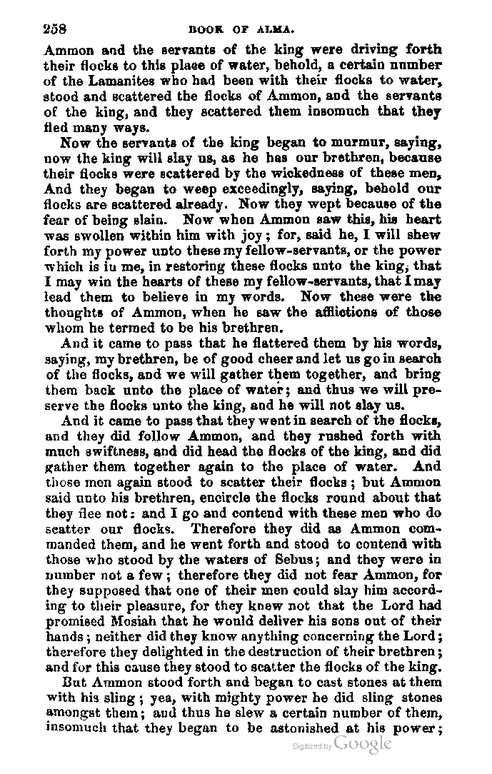 258 BOOK OF ALMA.
Ammon and the servants of the king were driving forth
their flocks to this place of water, behold, a certain number
of the Lamanites who had been with their flocks to water,
stood and scattered the flocks of Ammon, and the servants
of the king, and they scattered them insomuch that they
fled many ways.
Now the servants of the king began to murmur, saying,
now the king will slay us, as he has our brethren, because
their flocks were scattered by the wickedness of these men,
And they began to weep exceedingly, saying, behold our
flocks are scattered already. Now they wept because of the
fear of being slain. Now when Ammon saw this, his heart
was swollen within him with joy; for, said he, I will shew
forth my power unto these my fellow-servants, or the power
which is in me, in restoring these flocks unto the king, that
I may win the hearts of these my fellow-servants, that I may
lead them to believe in my words. Now these were the
thoughts of Ammon, when he saw the afflictions of those
whom he termed to be his brethren.
And it came to pass that he flattered them by his words,
saying, my brethren, be of good cheer and let us go in search
of the flocks, and we will gather them together, and bring
them back unto the place of water; and thus we will pre-
serve the flocks unto the king, and he will not slay us.
And it came to pass that they went in search of the flocks,
and they did follow Ammon, and they rushed forth with
much swiftness, and did head the flocks of the king, and did
gather them together again to the place of water. And
those men again stood to scatter their flocks; but Ammon
said unto his brethren, encircle the flocks round about that
they flee not: and I go and contend with these men who do
scatter our flocks. Therefore they did as Ammon com-
manded them, and he went forth and stood to contend with
those who stood by the waters of Sebus; and they were in
number not a few; therefore they did not fear Ammon, for
they supposed that one of their men could slay him accord-
ing to their pleasure, for they knew not that the Lord had
promised Mosiah that he would deliver his sons out of their
hands; neither did they know anything concerning the Lord;
therefore they delighted in the destruction of their brethren;
and for this cause they stood to scatter the flocks of the king.
But Ammon stood forth and began to cast stones at them
with his sling; yea, with mighty power he did sling stones
amongst them; and thus he slew a certain number of them,
insomuch that they began to be astonished at his power;
Digitized by Google